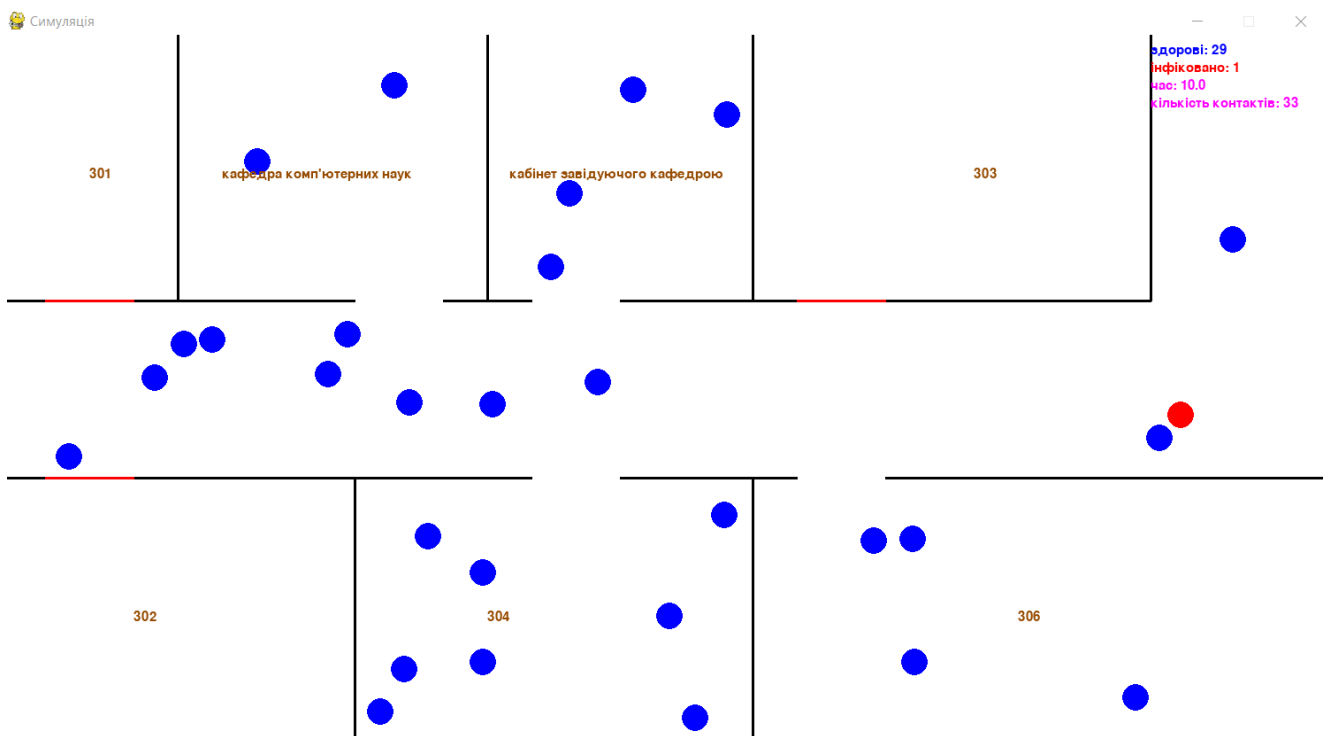 Симуляція
здорові: 29
інфіковано: 1
час: 10.0
кількість контактів: 33
301
кафедра комп'ютерних наук
кабінет завідуючого кафедрою
303
302
304
306